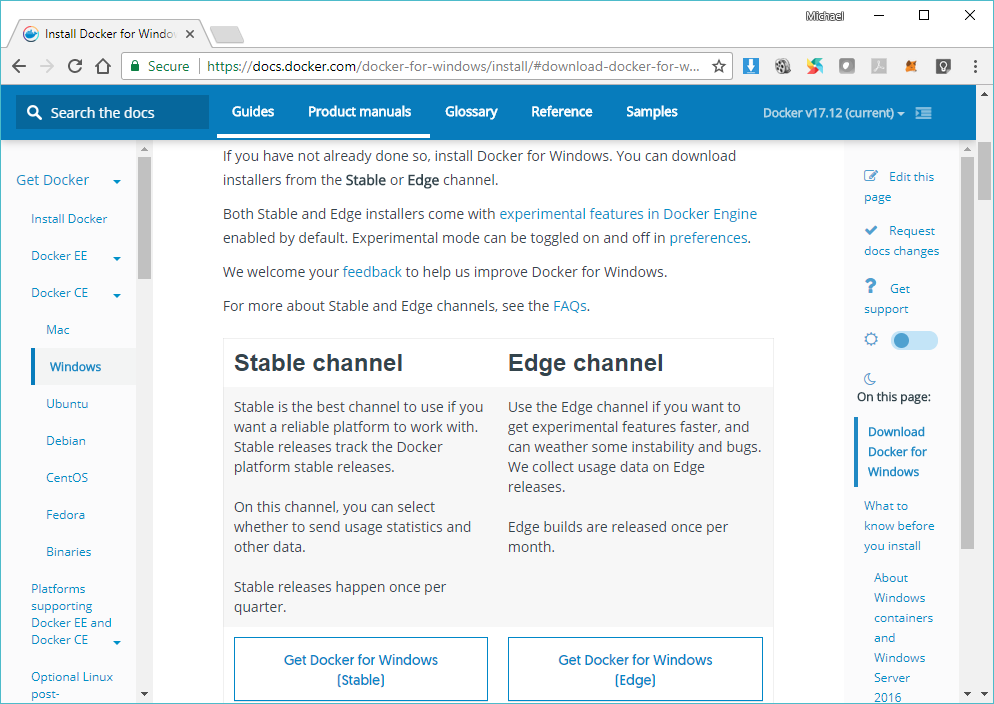 Michael
Install Docker for Windo
Secure
https://docs.docker.com/docker-for-windows/install/#download-docker-for-w...
Search the docs
Guides
Product manuals
Glossary
Reference
Samples
Docker v17.12 (current)
Get Docker
Install Docker
Docker EE
Docker CE
Mac
Windows
Ubuntu
Debian
CentOS
Fedora
Binaries
Platforms
supporting
Docker EE and
Docker CE
Optional Linux
post-
If you have not already done so, install Docker for Windows. You can download
installers from the Stable or Edge channel.
Both Stable and Edge installers come with experimental features in Docker Engine
enabled by default. Experimental mode can be toggled on and off in preferences.
We welcome your feedback to help us improve Docker for Windows.
For more about Stable and Edge channels, see the FAQs.
Stable channel
Stable is the best channel to use if you
want a reliable platform to work with.
Stable releases track the Docker
platform stable releases.
On this channel, you can select
whether to send usage statistics and
other data.
Stable releases happen once per
quarter.
Get Docker for Windows
(Stable)
Edge channel
Use the Edge channel if you want to
get experimental features faster, and
can weather some instability and bugs.
We collect usage data on Edge
releases.
Edge builds are released once per
month.
Get Docker for Windows
(Edge)
Edit this
page
Request
docs changes
Get
support
On this page:
Download
Docker for
Windows
What to
know before
you install
About
Windows
containers
and
Windows
Server
2016